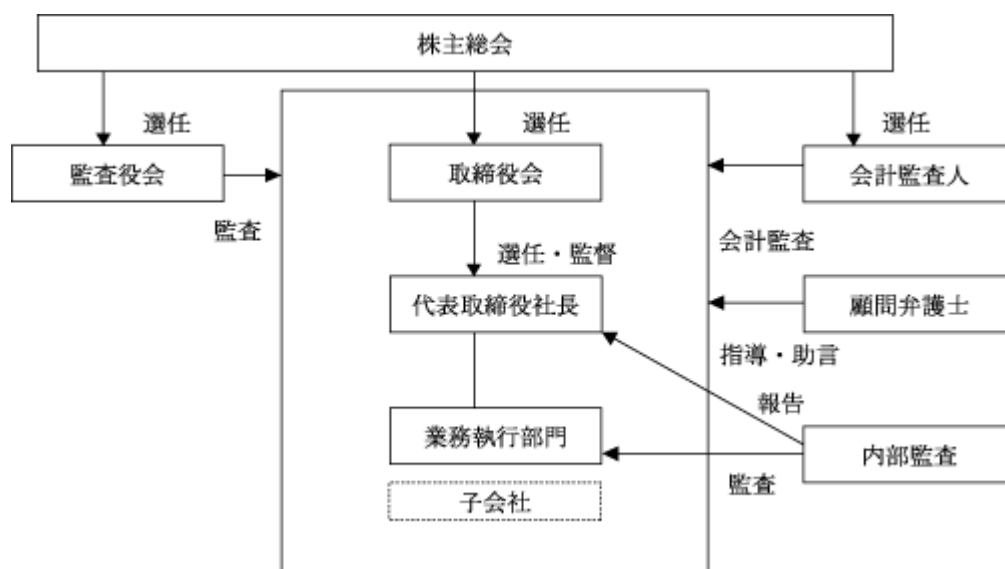 株主総会
選任
選任
選任
監査役会
取締役会
会計監査人
監査
会計監査
選任・監督
代表取締役社長
顧問弁護士
指導・助言
報告
業務執行部門
内部監査
監査
子会社